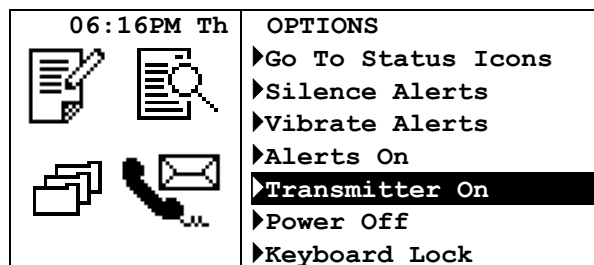 06:16PM Th
OPTIONS
Go To Status Icons
Silence Alerts
Vibrate Alerts
Alerts On
Transmitter On
Power Off
Keyboard Lock